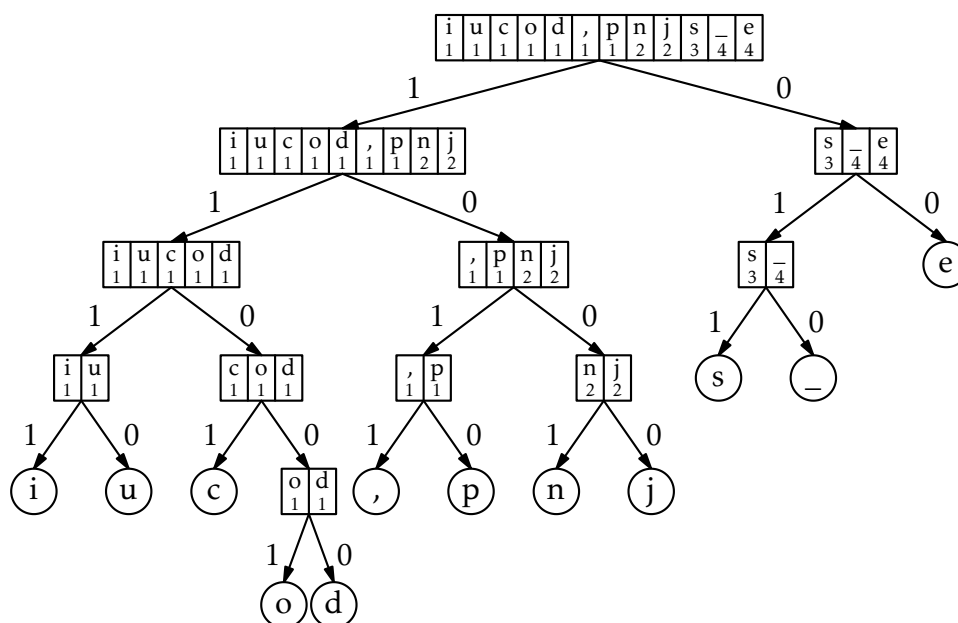 i u c o d , p n j s _ e
1 1 1 1 1 1 1 2 2 3 4 4
1 0
i u c o d , p n j s _ e
1 1 1 1 1 1 1 2 2 3 4 4
1 0 1 0
i u c o d , p n j s _ e
1 1 1 1 1 1 1 2 2 3 4
1 0 1 0 1 0
i u c o d , p n j s _
1 1 1 1 1 1 1 2 2
1 0 1 0 1 0 1 0
i u c o d , p n j
1 1
1 0
o d